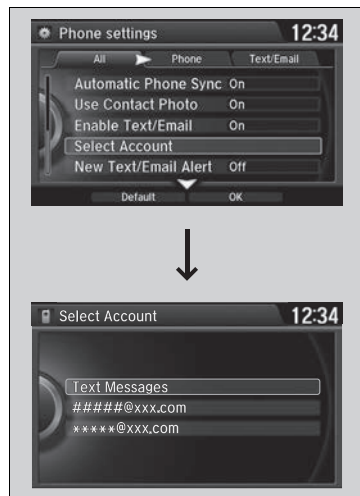 Phone settings 12:34
All Phone Text/Email
Automatic Phone Sync On
Use Contact Photo On
Enable Text/Email On
Select Account
New Text/Email Alert Off
Default OK
Select Account 12:34
Text Messages
#####@xxx.com
*****@xxx.com